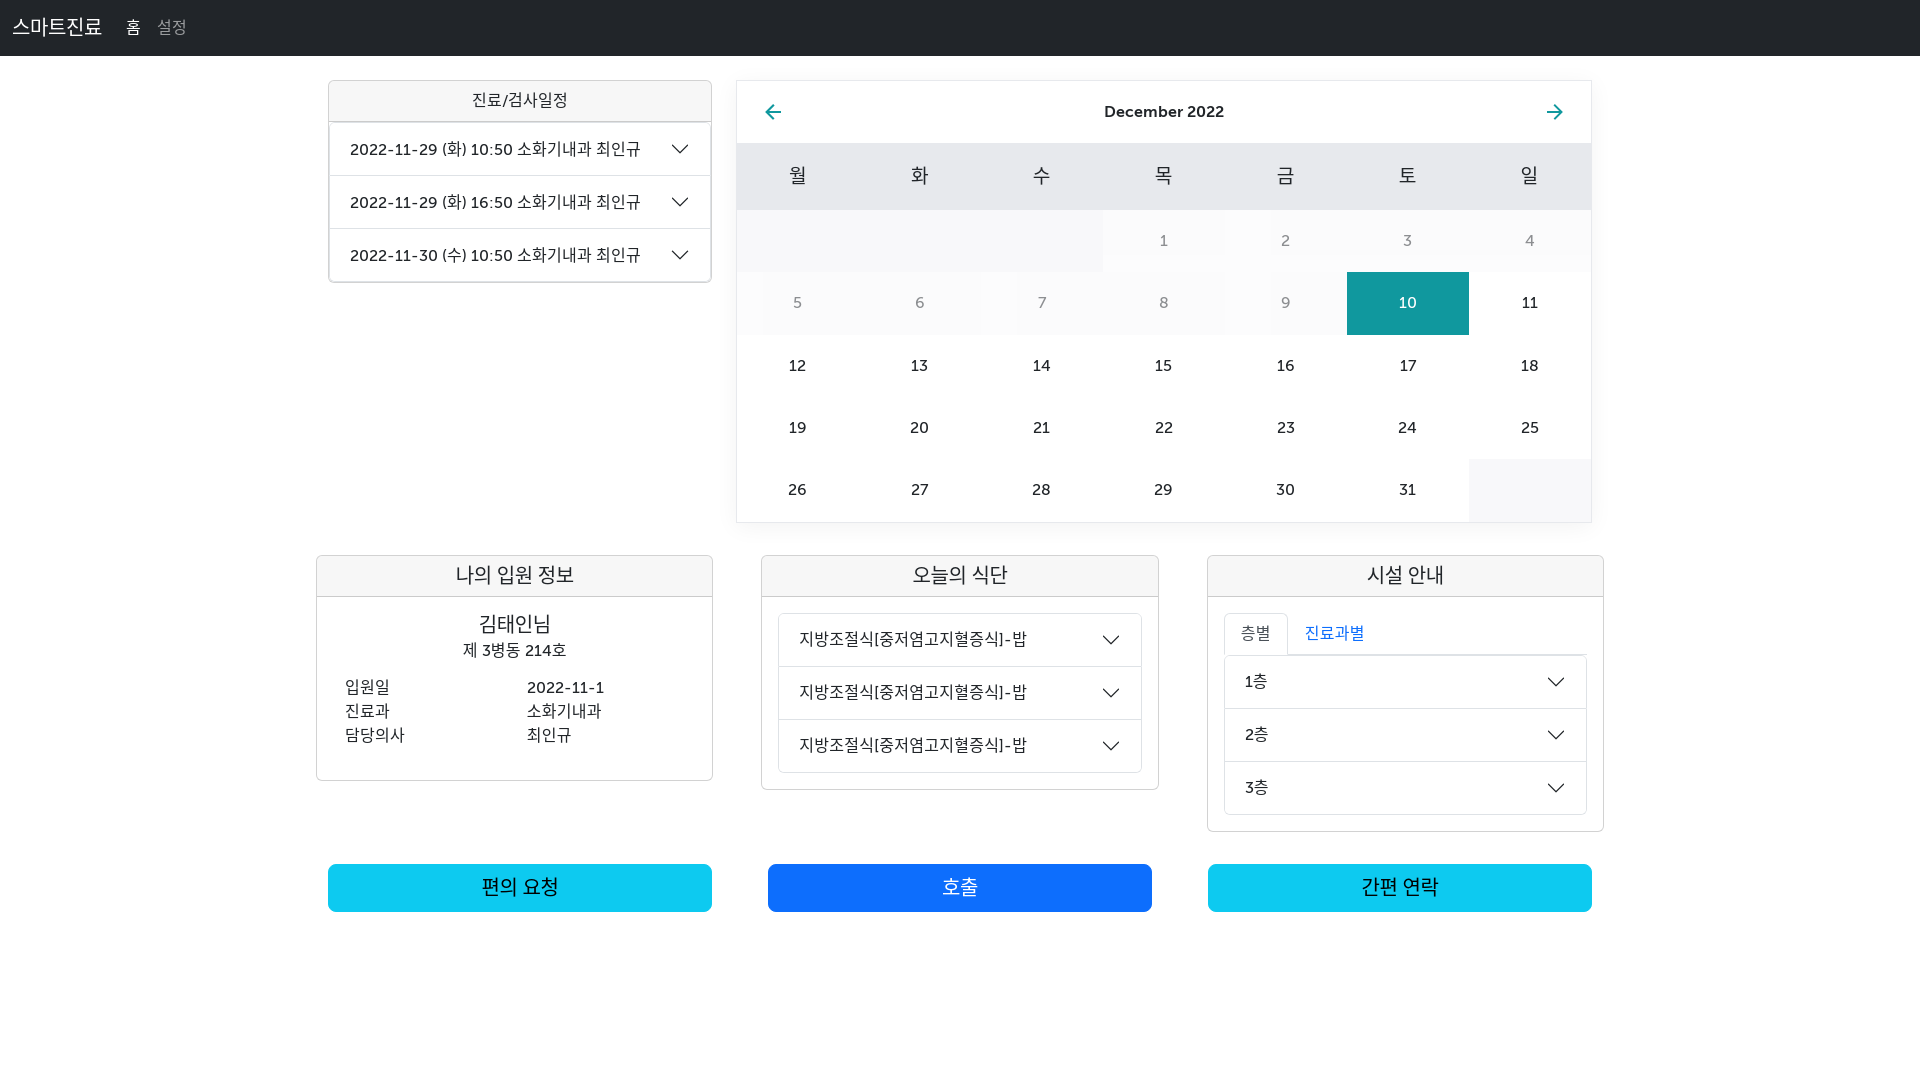 스마트진료 홈 설정
진료/검사일정
2022-11-29 (화) 10:50 소화기내과 최인규
2022-11-29 (화) 16:50 소화기내과 최인규
2022-11-30 (수) 10:50 소화기내과 최인규
December 2022
월 화 수 목 금 토 일
1 2 3 4
5 6 7 8 9 10 11
12 13 14 15 16 17 18
19 20 21 22 23 24 25
26 27 28 29 30 31
나의 입원 정보
김태인님
제 3병동 214호
입원일 2022-11-1
진료과 소화기내과
담당의사 최인규
오늘의 식단
지방조절식[중저염고지혈증식]-밥
지방조절식[중저염고지혈증식]-밥
지방조절식[중저염고지혈증식]-밥
시설 안내
층별 진료과별
1층
2층
3층
편의 요청
호출
간편 연락